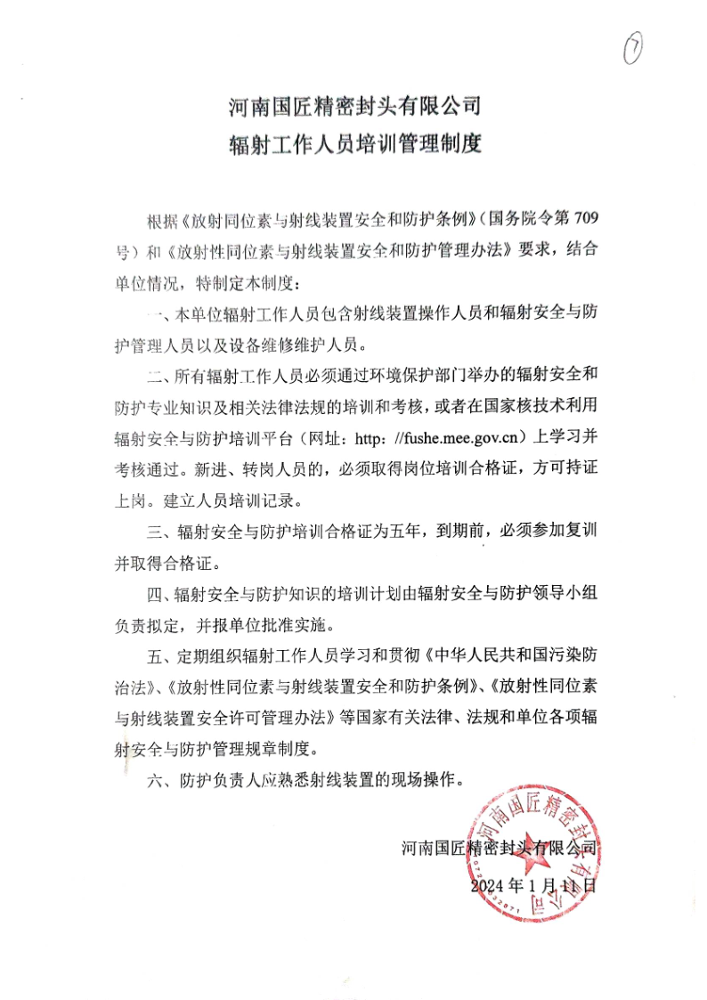 7
河南国匠精密封头有限公司
辐射工作人员培训管理制度
根据《放射同位素与射线装置安全和防护条例》（国务院令第 709
号）和《放射性同位素与射线装置安全和防护管理办法》要求，结合
单位情况，特制定本制度：
一、本单位辐射工作人员包含射线装置操作人员和辐射安全与防
护管理人员以及设备维修维护人员。
二、所有辐射工作人员必须通过环境保护部门举办的辐射安全和
防护专业知识及相关法律法规的培训和考核，或者在国家核技术利用
辐射安全与防护培训平台（网址：http：//fushe.mee.gov.cn）上学习并
考核通过。新进、转岗人员的，必须取得岗位培训合格证，方可持证
上岗。建立人员培训记录。
三、辐射安全与防护培训合格证为五年，到期前，必须参加复训
并取得合格证。
四、辐射安全与防护知识的培训计划由辐射安全与防护领导小组
负责拟定，并报单位批准实施。
五、定期组织辐射工作人员学习和贯彻《中华人民共和国污染防
治法》、《放射性同位素与射线装置安全和防护条例》、《放射性同位素
与射线装置安全许可管理办法》等国家有关法律、法规和单位各项辐
射安全与防护管理规章制度。
六、防护负责人应熟悉射线装置的现场操作。
河南国匠精密封头有限公司
2024 年 1 月 11 日
河南国匠精密封头有限公司